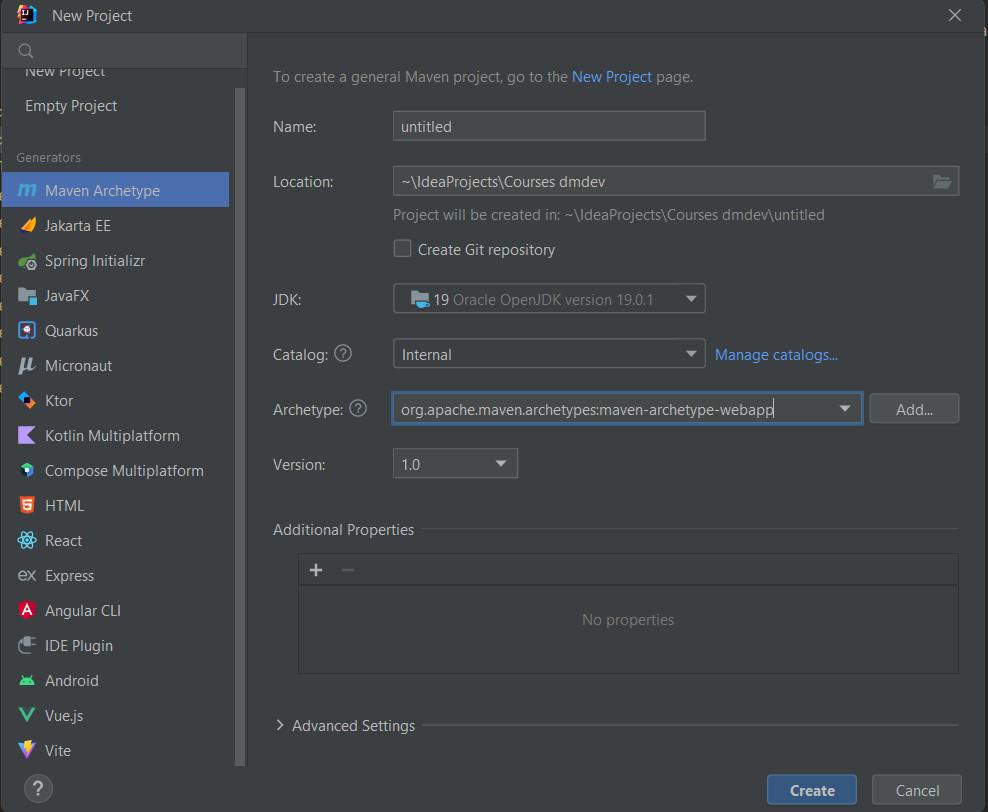 New Project
New Project
Empty Project
Generators
Maven Archetype
Jakarta EE
Spring Initializr
JavaFX
Quarkus
Micronaut
Ktor
Kotlin Multiplatform
Compose Multiplatform
HTML
React
Express
Angular CLI
IDE Plugin
Android
Vue.js
Vite
To create a general Maven project, go to the New Project page.
Name: untitled
Location: ~\IdeaProjects\Courses dmdev
Project will be created in: ~\IdeaProjects\Courses dmdev\untitled
Create Git repository
JDK: 19 Oracle OpenJDK version 19.0.1
Catalog: ? Internal Manage catalogs...
Archetype: ? org.apache.maven.archetypes:maven-archetype-webapp Add...
Version: 1.0
Additional Properties
No properties
Advanced Settings
? Create Cancel